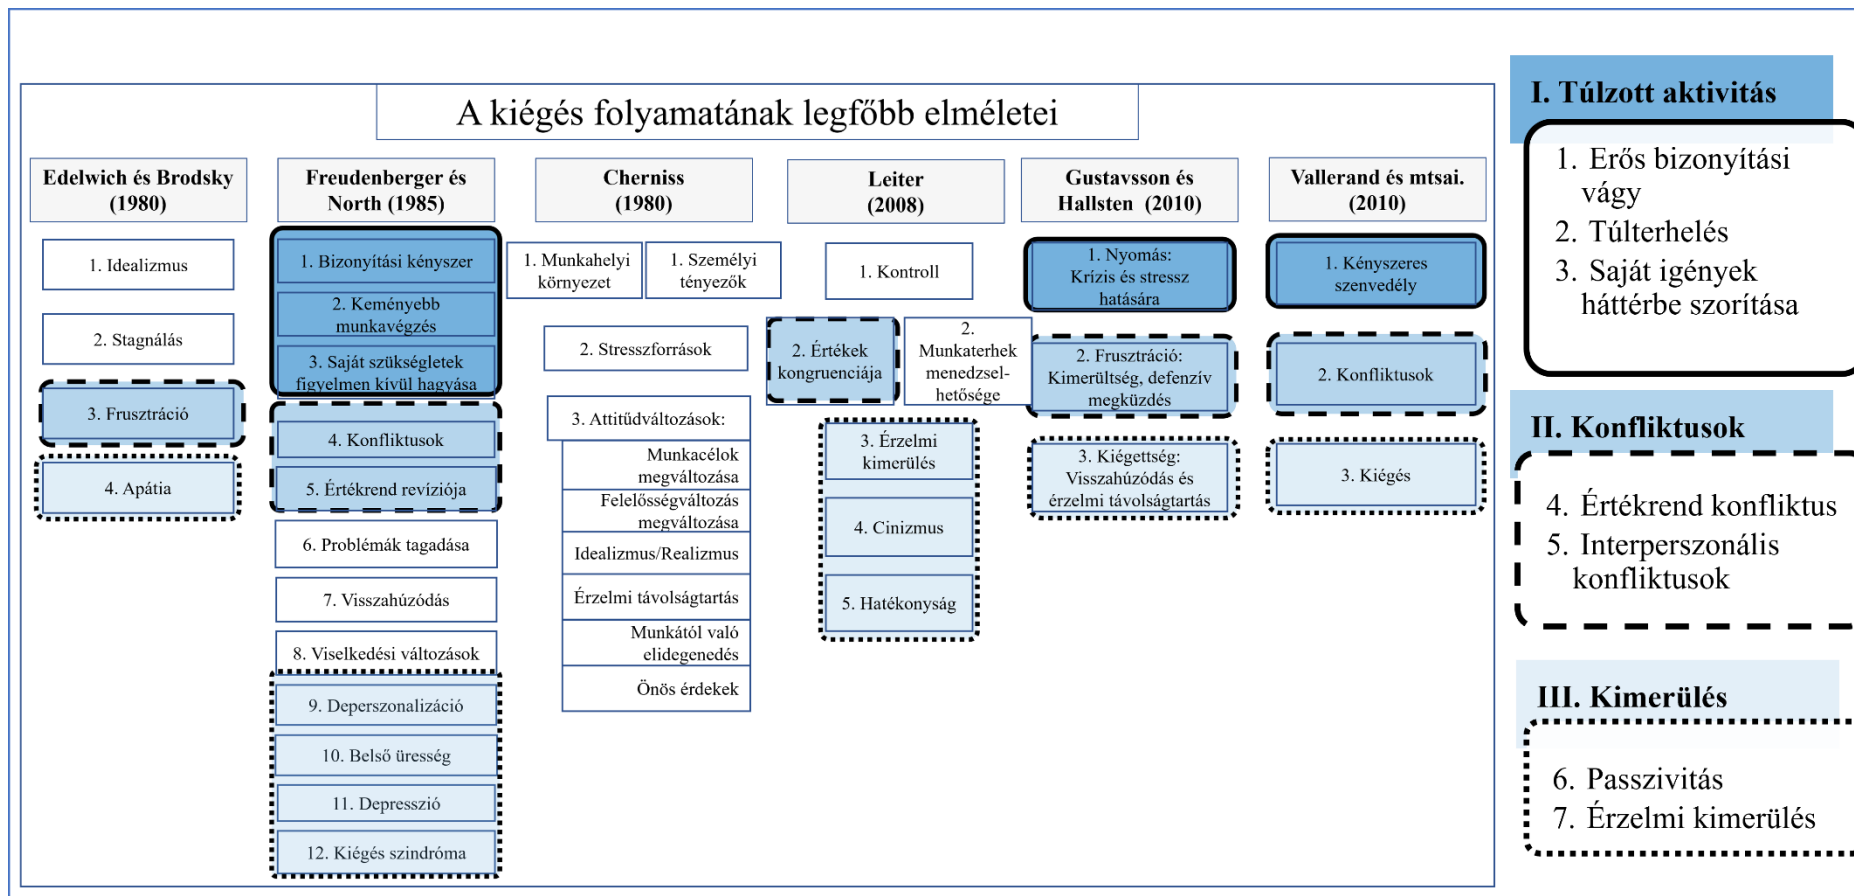 A kiégés folyamatának legfőbb elméletei
Edelwich és Brodsky
(1980)
1. Idealizmus
2. Stagnálás
3. Frusztráció
4. Apátia
Freudenberger és
North (1985)
1. Bizonyítási kényszer
2. Keményebb
munkavégzés
3. Saját szükségletek
figyelmen kívül hagyása
4. Konfliktusok
5. Értékrend revíziója
6. Problémák tagadása
7. Visszahúzódás
8. Viselkedési változások
9. Deperszonalizáció
10. Belső üresség
11. Depresszió
12. Kiégés szindróma
Cherniss
(1980)
1. Munkahelyi
környezet
1. Személyi
tényezők
2. Stresszforrások
3. Attitűdváltozások:
Munkacélok
megváltozása
Felelősségváltozás
megváltozása
Idealizmus/Realizmus
Érzelmi távolságtartás
Munkától való
elidegenedés
Önös érdekek
Leiter
(2008)
1. Kontroll
2. Értékek
kongruenciája
2.
Munkaterhek
menedzsel-
hetősége
3. Érzelmi
kimerülés
4. Cinizmus
5. Hatékonyság
Gustavsson és
Hallsten (2010)
1. Nyomás:
Krízis és stressz
hatására
2. Frusztráció:
Kimerültség, defenzív
megküzdés
3. Kiégettség:
Visszahúzódás és
érzelmi távolságtartás
Vallerand és mtsai.
(2010)
1. Kényszeres
szenvedély
2. Konfliktusok
3. Kiégés
I. Túlzott aktivitás
1. Erős bizonyítási
vágy
2. Túlterhelés
3. Saját igények
háttérbe szorítása
II. Konfliktusok
4. Értékrend konfliktus
5. Interperszonális
konfliktusok
III. Kimerülés
6. Passzivitás
7. Érzelmi kimerülés